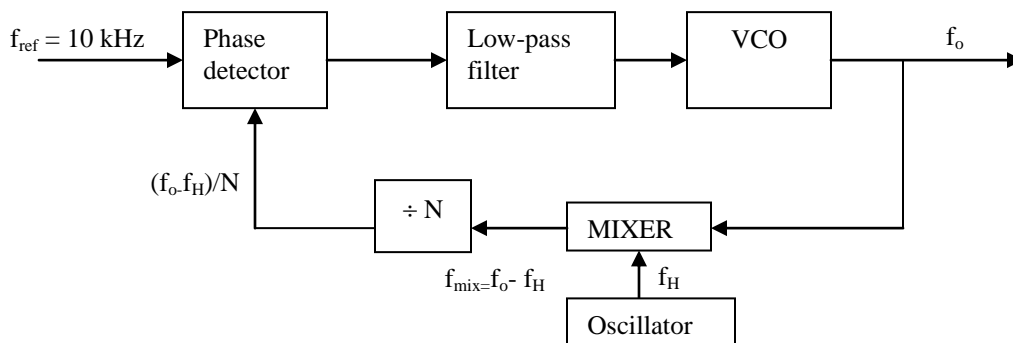 f_ref = 10 kHz
Phase
detector
Low-pass
filter
VCO
f_o
(f_o-f_H)/N
÷ N
MIXER
f_mix=f_o- f_H
f_H
Oscillator